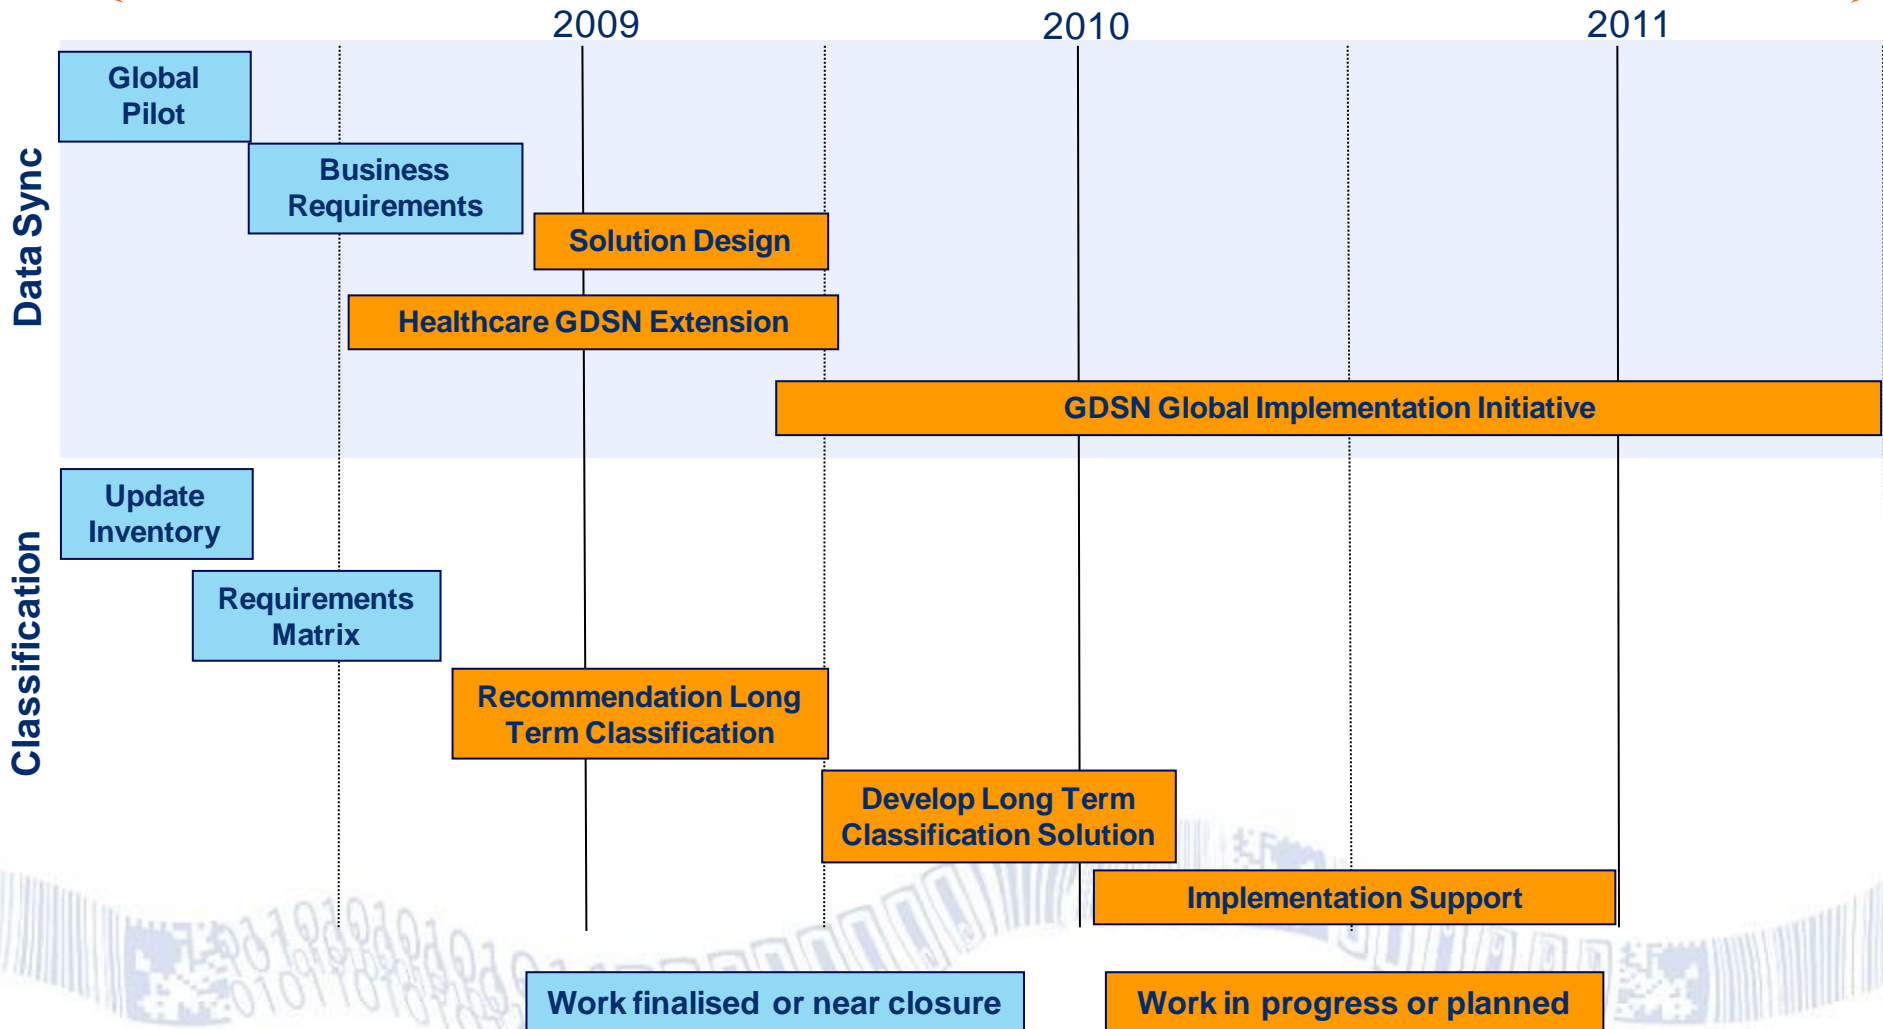 2009
2010
2011
Data Sync
Global
Pilot
Business
Requirements
Solution Design
Healthcare GDSN Extension
GDSN Global Implementation Initiative
Classification
Update
Inventory
Requirements
Matrix
Recommendation Long
Term Classification
Develop Long Term
Classification Solution
Implementation Support
Work finalised or near closure
Work in progress or planned